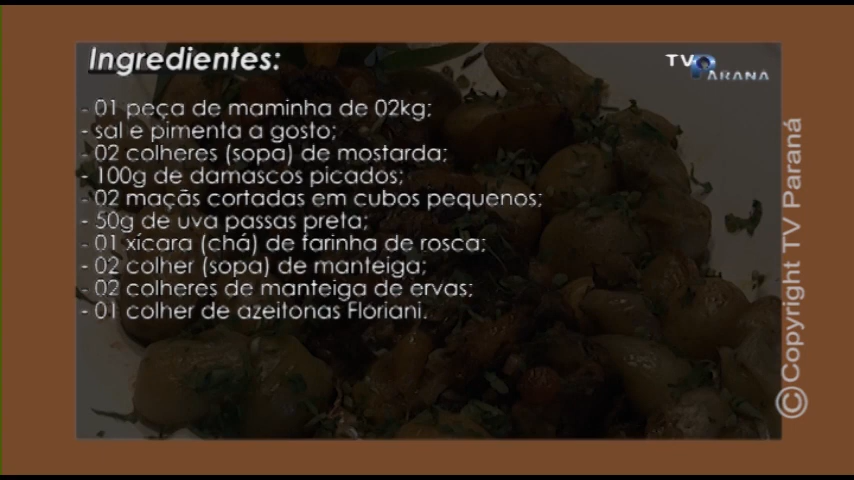 Ingredientes:
TV PARANÁ
- 01 peça de maminha de 02kg;
- sal e pimenta a gosto;
- 02 colheres (sopa) de mostarda;
- 100g de damascos picados;
- 02 maçãs cortadas em cubos pequenos;
- 50g de uva passas preta;
- 01 xícara (chá) de farinha de rosca;
- 02 colher (sopa) de manteiga;
- 02 colheres de manteiga de ervas;
- 01 colher de azeitonas Floriani.
©Copyright TV Paraná